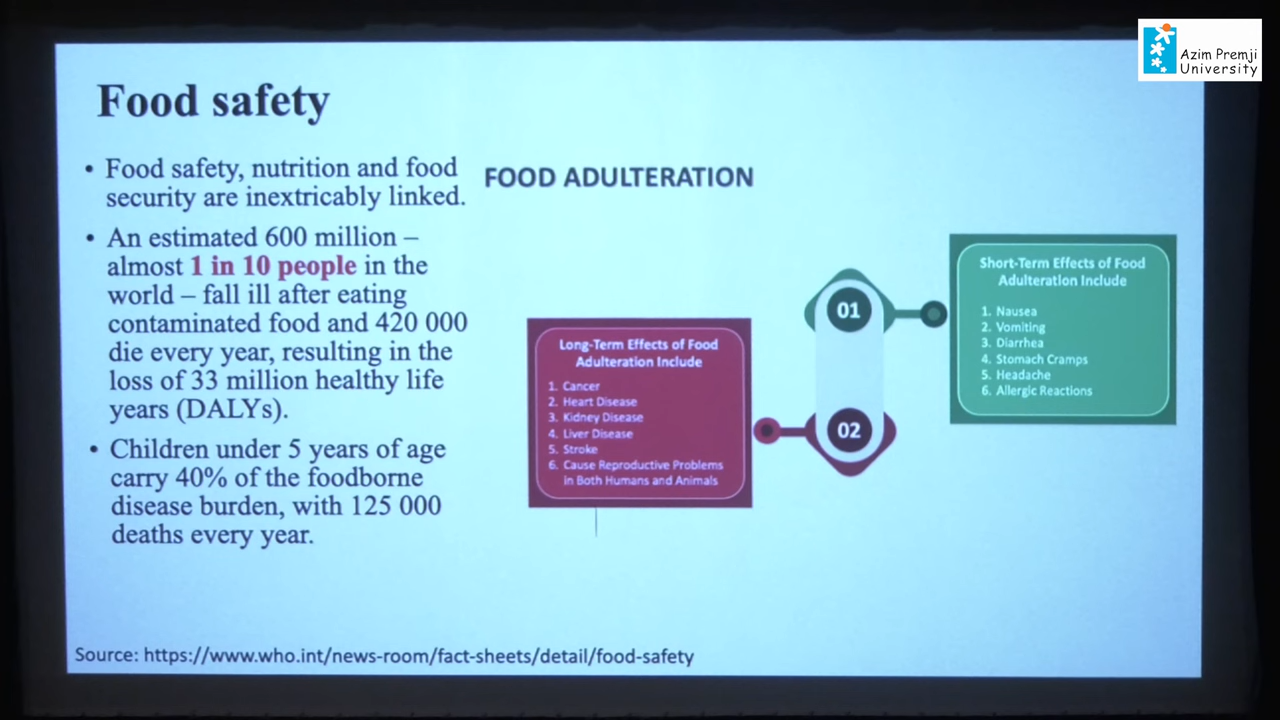 Azim Premji
University
Food safety
• Food safety, nutrition and food
security are inextricably linked.
• An estimated 600 million –
almost 1 in 10 people in the
world – fall ill after eating
contaminated food and 420 000
die every year, resulting in the
loss of 33 million healthy life
years (DALYs).
• Children under 5 years of age
carry 40% of the foodborne
disease burden, with 125 000
deaths every year.
FOOD ADULTERATION
Long-Term Effects of Food
Adulteration Include
1. Cancer
2. Heart Disease
3. Kidney Disease
4. Liver Disease
5. Stroke
6. Cause Reproductive Problems
in Both Humans and Animals
01
02
Short-Term Effects of Food
Adulteration Include
1. Nausea
2. Vomiting
3. Diarrhea
4. Stomach Cramps
5. Headache
6. Allergic Reactions
Source: https://www.who.int/news-room/fact-sheets/detail/food-safety